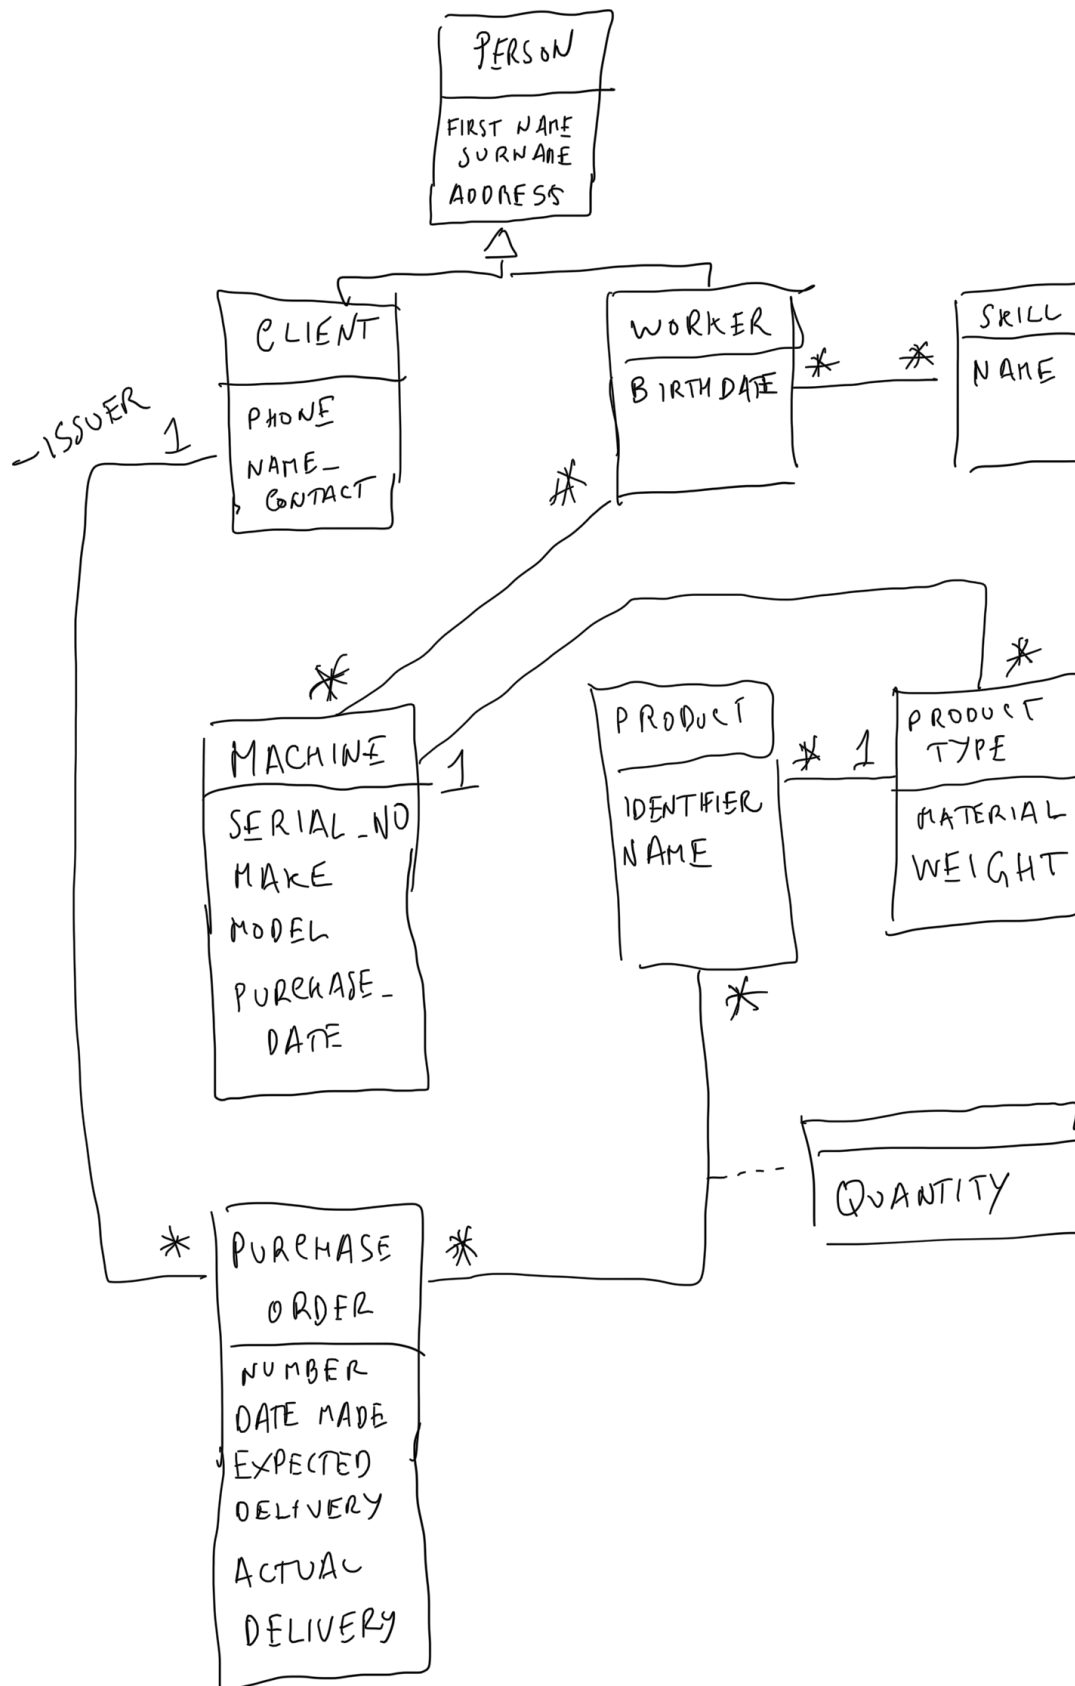 PERSON
FIRST NAME
SURNAME
ADDRESS
CLIENT
PHONE
NAME_
CONTACT
WORKER
BIRTHDATE
* *
SKILL
NAME
-ISSUER
1
*
*
MACHINE
1
SERIAL_NO
MAKE
MODEL
PURCHASE_
DATE
PRODUCT
IDENTIFIER
NAME
* 1
*
PRODUCT
TYPE
MATERIAL
WEIGHT
*
QUANTITY
* *
PURCHASE
ORDER
NUMBER
DATE MADE
EXPECTED
DELIVERY
ACTUAL
DELIVERY